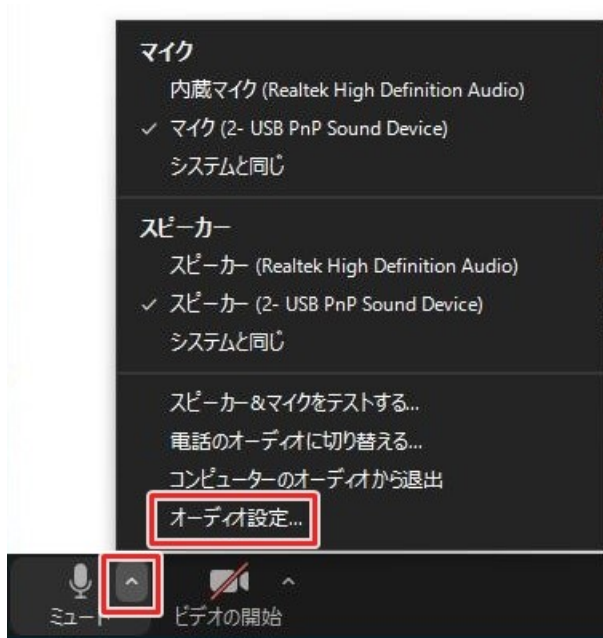 マイク
内蔵マイク (Realtek High Definition Audio)
✓ マイク (2- USB PnP Sound Device)
システムと同じ
スピーカー
スピーカー (Realtek High Definition Audio)
✓ スピーカー (2- USB PnP Sound Device)
システムと同じ
スピーカー&マイクをテストする...
電話のオーディオに切り替える...
コンピューターのオーディオから退出
オーディオ設定...
ミュート
ビデオの開始